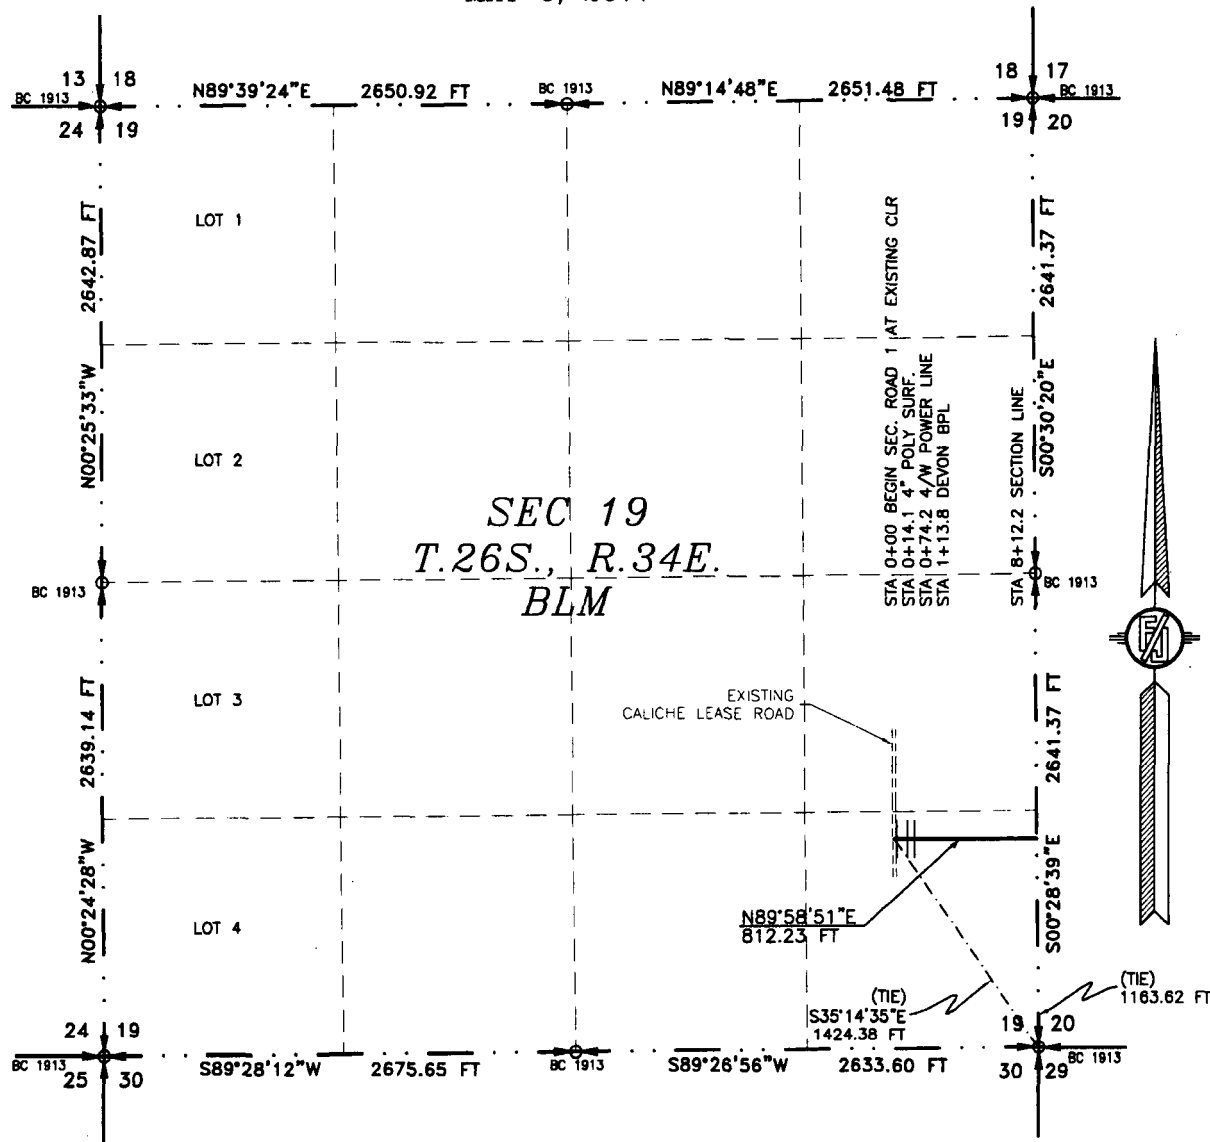 13 18
BC 1913
24 19
N89°39'24"E 2650.92 FT
BC 1913
N89°14'48"E 2651.48 FT
18 17
BC 1913
19 20
LOT 1
2642.87 FT
N00°25'33"W
LOT 2
BC 1913
SEC 19
T.26S., R.34E.
BLM
STA 0+00 BEGIN SEC. ROAD 1 AT EXISTING CLR
STA 0+14.1 4" POLY SURF.
STA 0+74.2 4/W POWER LINE
STA 1+13.8 DEVON BPL
STA 8+12.2 SECTION LINE
2641.37 FT
S00°30'20"E
BC 1913
LOT 3
2639.14 FT
N00°24'28"W
EXISTING
CALICHE LEASE ROAD
2641.37 FT
S00°28'39"E
LOT 4
N89°58'51"E
812.23 FT
(TIE)
S35°14'35"E
1424.38 FT
(TIE)
1163.62 FT
24 19
BC 1913
25 30
S89°28'12"W 2675.65 FT
BC 1913
S89°26'56"W 2633.60 FT
19 20
BC 1913
30 29